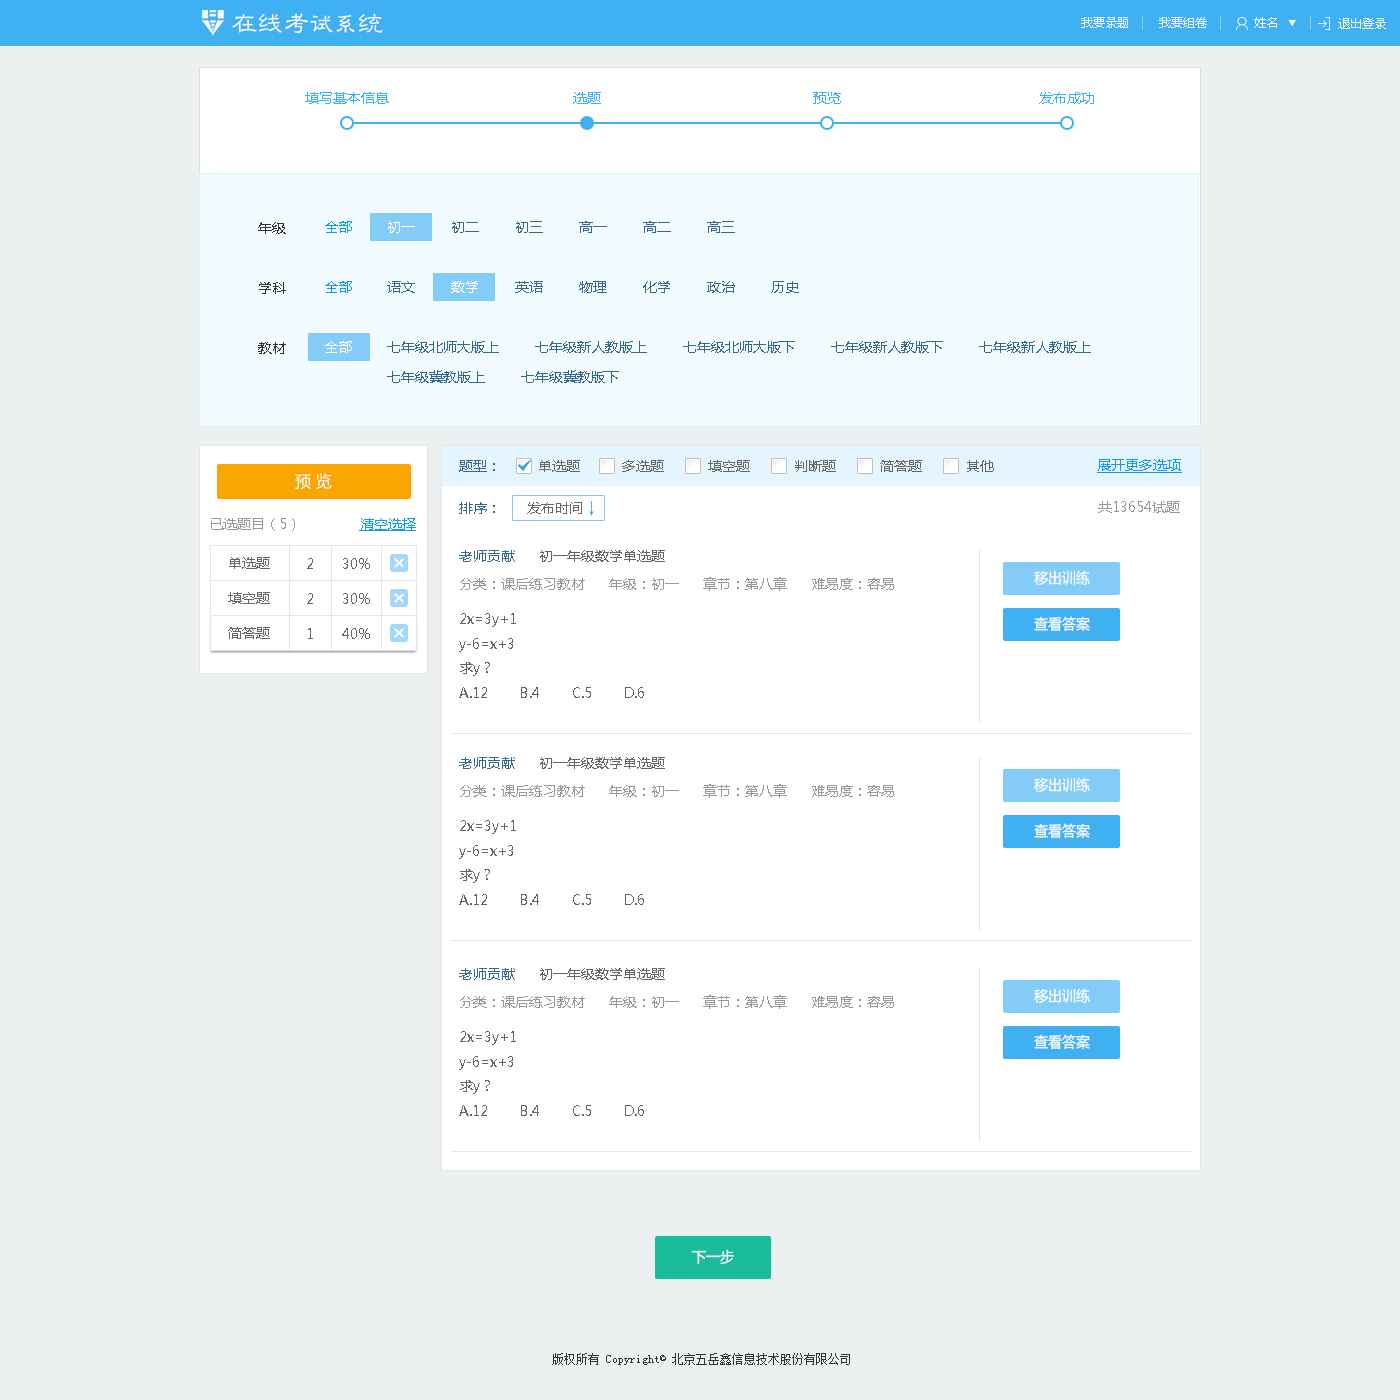 在线考试系统 我要录题 我要组卷 姓名 退出登录
填写基本信息 选题 预览 发布成功
年级 全部 初一 初二 初三 高一 高二 高三
学科 全部 语文 数学 英语 物理 化学 政治 历史
教材 全部 七年级北师大版上 七年级新人教版上 七年级北师大版下 七年级新人教版下 七年级新人教版上
七年级冀教版上 七年级冀教版下
预 览
已选题目（5） 清空选择
单选题 2 30%
填空题 2 30%
简答题 1 40%
题型： 单选题 多选题 填空题 判断题 简答题 其他 展开更多选项
排序： 发布时间↓ 共13654试题
老师贡献 初一年级数学单选题
分类：课后练习教材 年级：初一 章节：第八章 难易度：容易
2x=3y+1
y-6=x+3
求y？
A.12 B.4 C.5 D.6
移出训练
查看答案
老师贡献 初一年级数学单选题
分类：课后练习教材 年级：初一 章节：第八章 难易度：容易
2x=3y+1
y-6=x+3
求y？
A.12 B.4 C.5 D.6
移出训练
查看答案
老师贡献 初一年级数学单选题
分类：课后练习教材 年级：初一 章节：第八章 难易度：容易
2x=3y+1
y-6=x+3
求y？
A.12 B.4 C.5 D.6
移出训练
查看答案
下一步
版权所有 Copyright© 北京五岳鑫信息技术股份有限公司